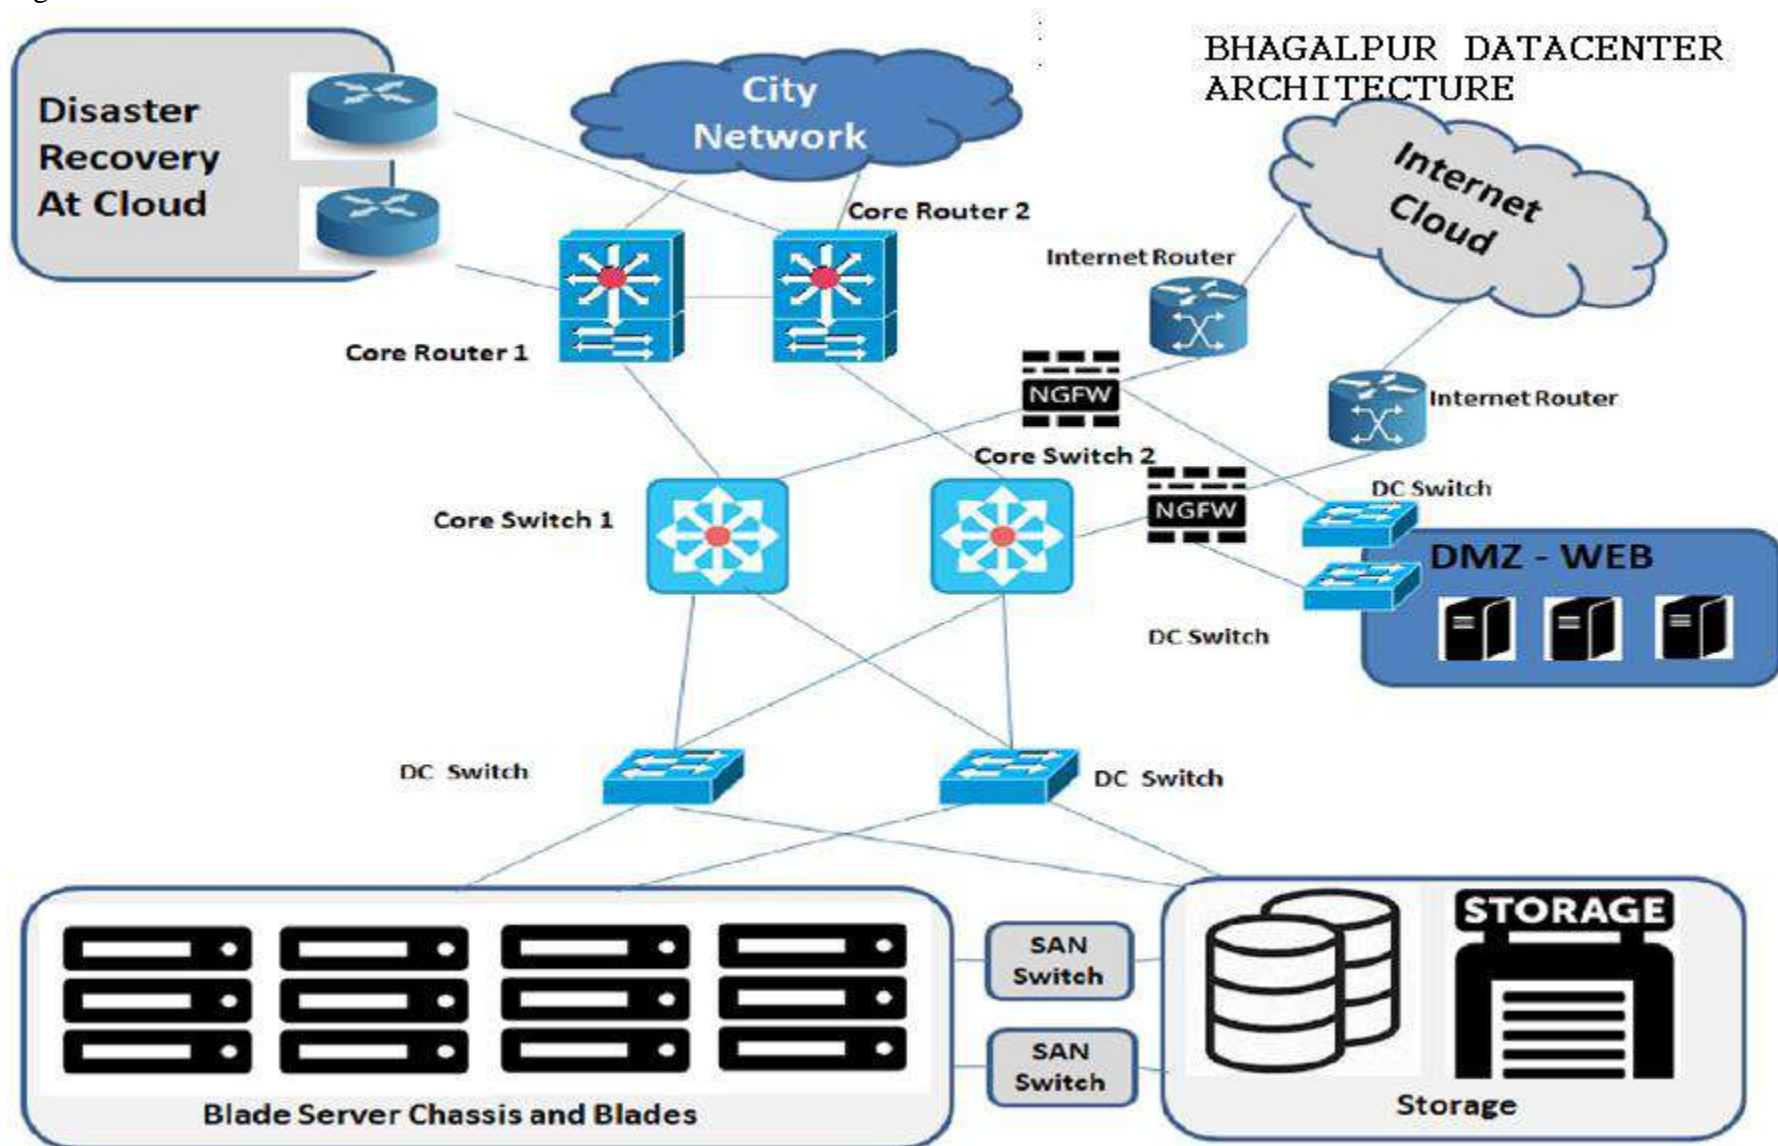 BHAGALPUR DATACENTER
ARCHITECTURE
Disaster
Recovery
At Cloud
City
Network
Internet
Cloud
Core Router 2
Internet Router
Core Router 1
NGFW
Internet Router
Core Switch 2
DC Switch
Core Switch 1
NGFW
DMZ - WEB
DC Switch
DC Switch
DC Switch
STORAGE
SAN
Switch
SAN
Switch
Blade Server Chassis and Blades
Storage